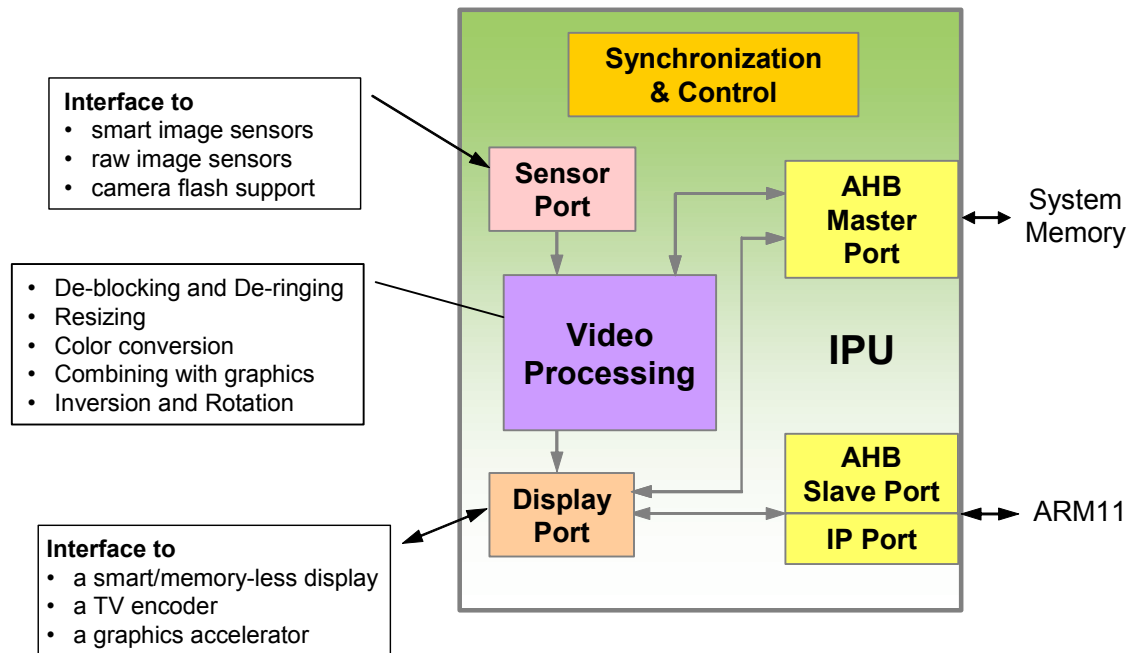 Synchronization
& Control
Interface to
• smart image sensors
• raw image sensors
• camera flash support
Sensor
Port
AHB
Master
Port
System
Memory
• De-blocking and De-ringing
• Resizing
• Color conversion
• Combining with graphics
• Inversion and Rotation
Video
Processing
IPU
AHB
Slave Port
IP Port
ARM11
Display
Port
Interface to
• a smart/memory-less display
• a TV encoder
• a graphics accelerator